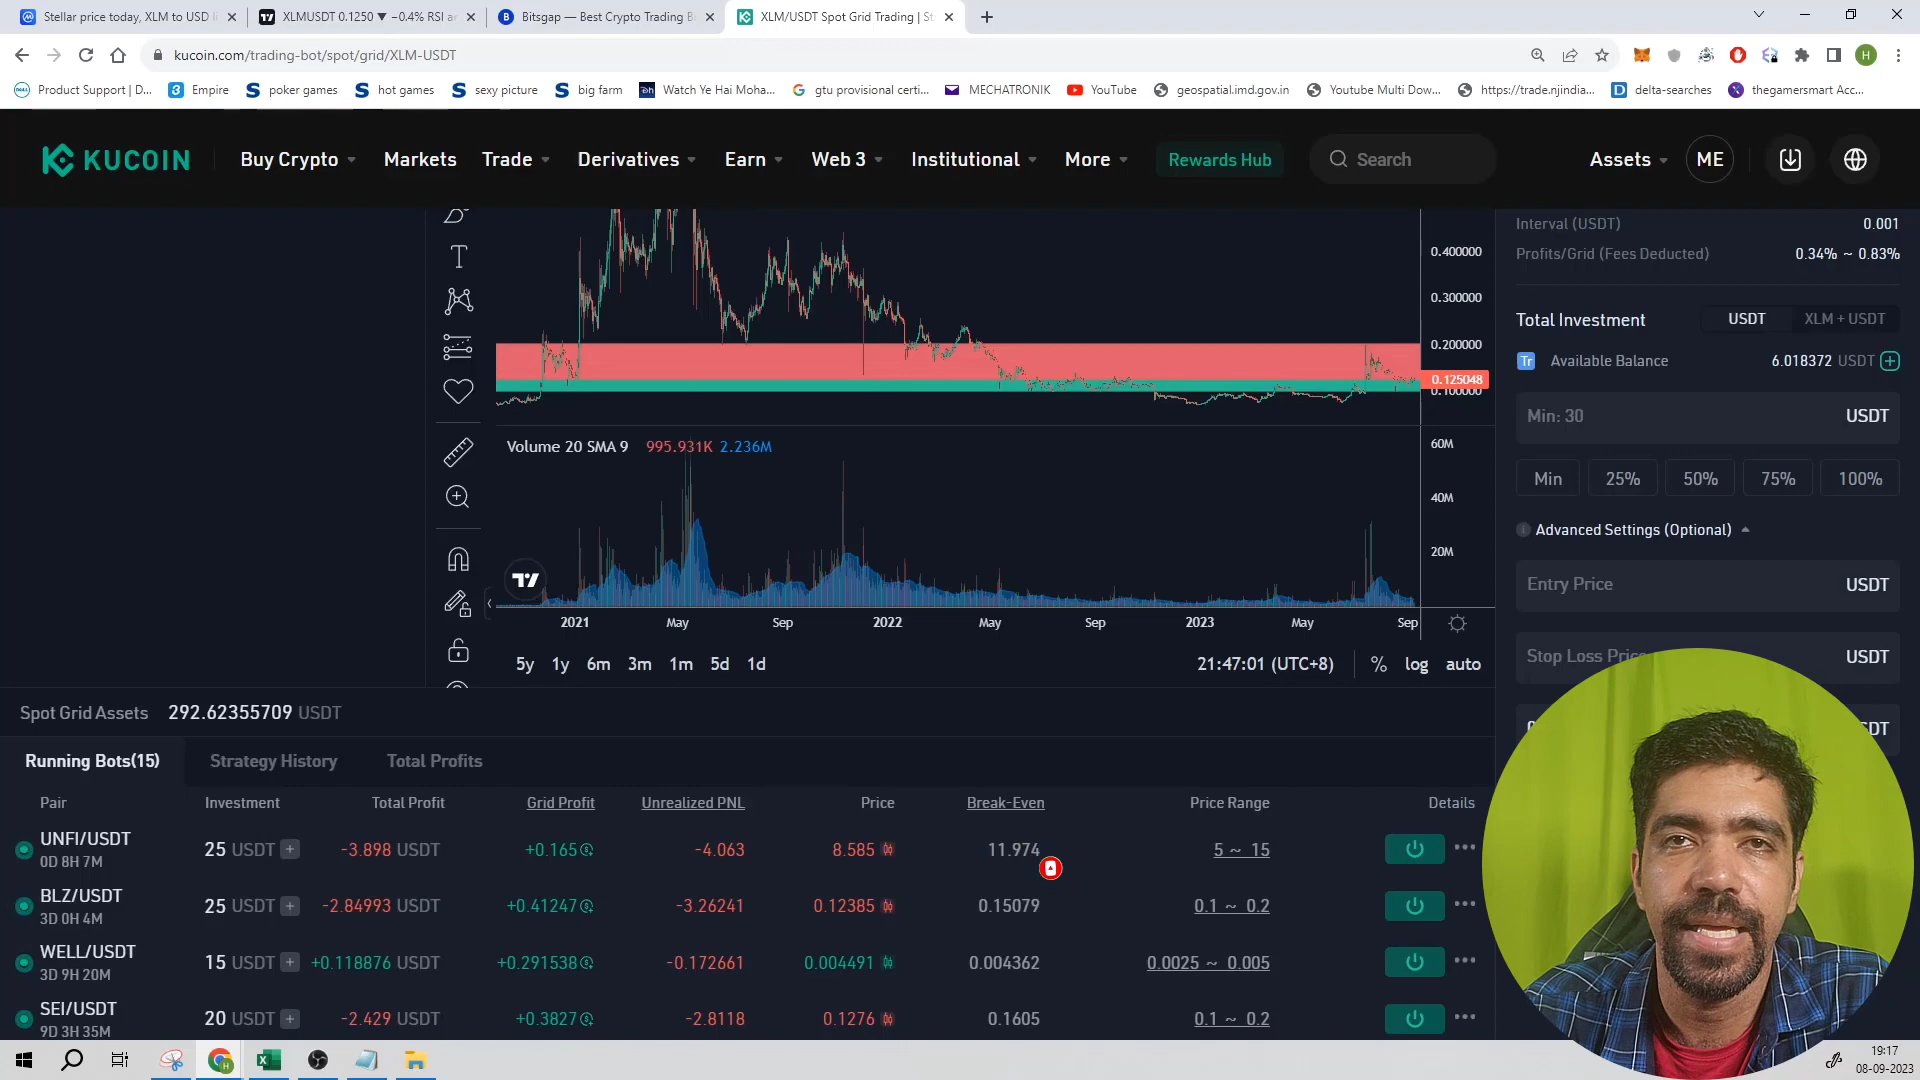 Stellar price today, XLM to USD li
XLMUSDT 0.1250 ▼ −0.4% RSI a
Bitsgap — Best Crypto Trading B
XLM/USDT Spot Grid Trading | St
kucoin.com/trading-bot/spot/grid/XLM-USDT
H
Product Support | D...
Empire
poker games
hot games
sexy picture
big farm
Watch Ye Hai Moha...
gtu provisional certi...
MECHATRONIK
YouTube
geospatial.imd.gov.in
Youtube Multi Dow...
https://trade.njindia...
delta-searches
thegamersmart Acc...
KUCOIN
Buy Crypto
Markets
Trade
Derivatives
Earn
Web 3
Institutional
More
Rewards Hub
Search
Assets
ME
Interval (USDT) 0.001
Profits/Grid (Fees Deducted) 0.34% ~ 0.83%
Total Investment USDT XLM + USDT
Tr Available Balance 6.018372 USDT
Min: 30 USDT
Min 25% 50% 75% 100%
Advanced Settings (Optional)
Entry Price USDT
Stop Loss Price USDT
0.400000
0.300000
0.200000
0.125048
0.100000
Volume 20 SMA 9 995.931K 2.236M
60M
40M
20M
2021 May Sep 2022 May Sep 2023 May Sep
5y 1y 6m 3m 1m 5d 1d
21:47:01 (UTC+8) % log auto
Spot Grid Assets 292.62355709 USDT
Running Bots(15) Strategy History Total Profits
Pair Investment Total Profit Grid Profit Unrealized PNL Price Break-Even Price Range Details
UNFI/USDT 25 USDT -3.898 USDT +0.165 -4.063 8.585 11.974 5 ~ 15
0D 8H 7M
BLZ/USDT 25 USDT -2.84993 USDT +0.41247 -3.26241 0.12385 0.15079 0.1 ~ 0.2
3D 0H 4M
WELL/USDT 15 USDT +0.118876 USDT +0.291538 -0.172661 0.004491 0.004362 0.0025 ~ 0.005
3D 9H 20M
SEI/USDT 20 USDT -2.429 USDT +0.3827 -2.8118 0.1276 0.1605 0.1 ~ 0.2
9D 3H 35M
19:17
08-09-2023